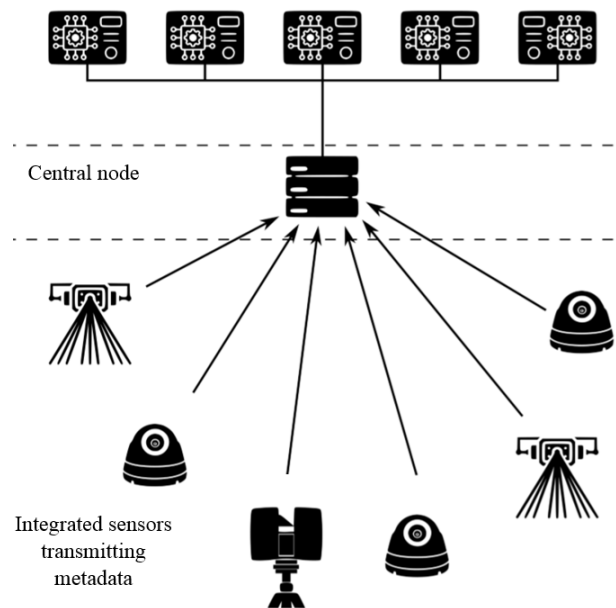 Central node
Integrated sensors
transmitting
metadata